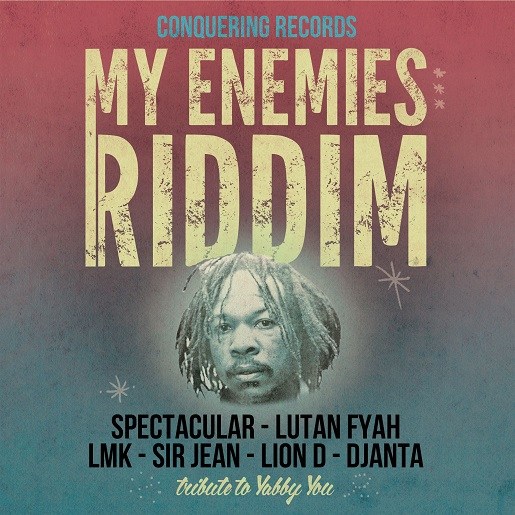 CONQUERING RECORDS
MY ENEMIES
RIDDIM
SPECTACULAR - LUTAN FYAH
LMK - SIR JEAN - LION D - DJANTA
tribute to Yabby You